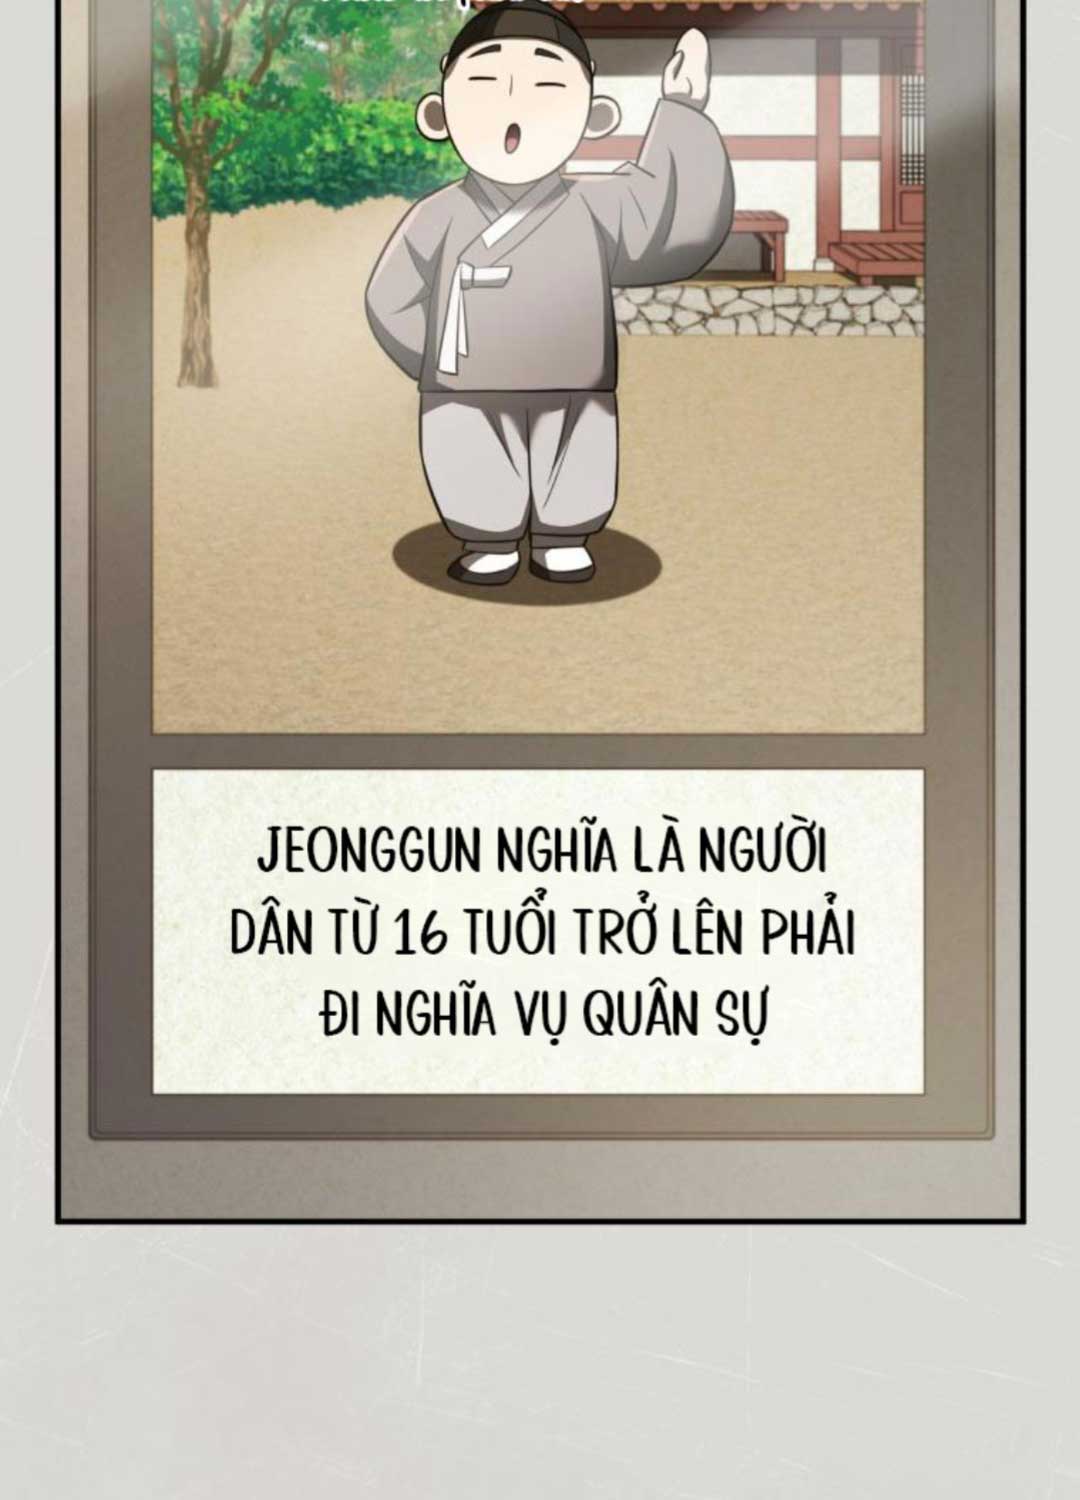 JEONGGUN NGHĨA LÀ NGƯỜI
DÂN TỪ 16 TUỔI TRỞ LÊN PHẢI
ĐI NGHĨA VỤ QUÂN SỰ